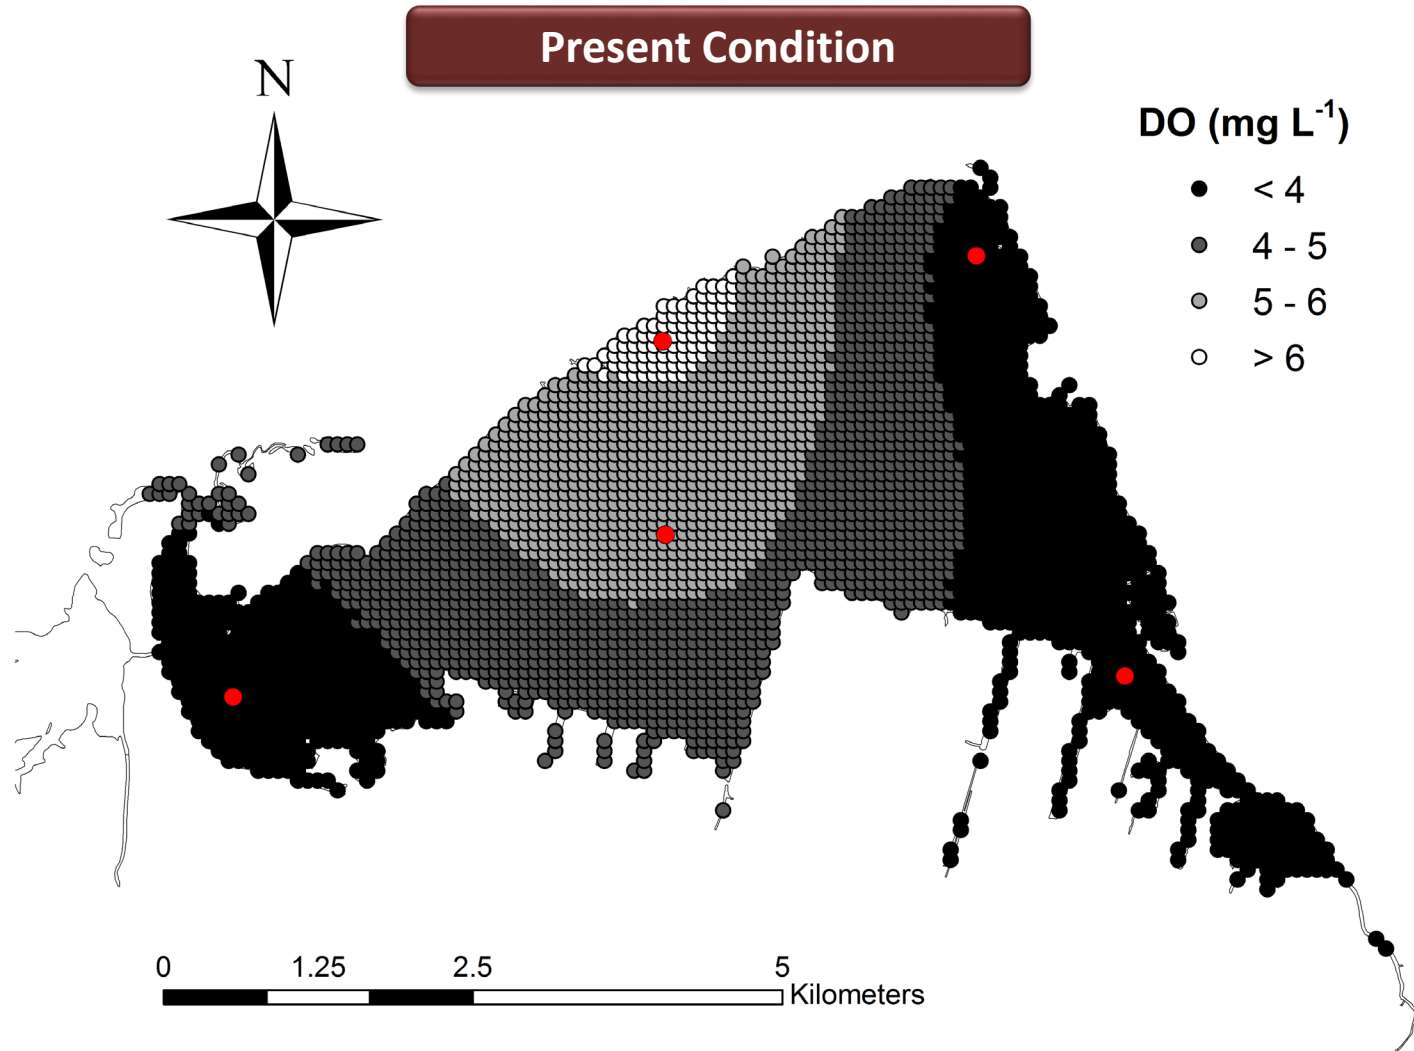 Present Condition
N
DO (mg L⁻¹)
< 4
4 - 5
5 - 6
> 6
0 1.25 2.5 5
Kilometers